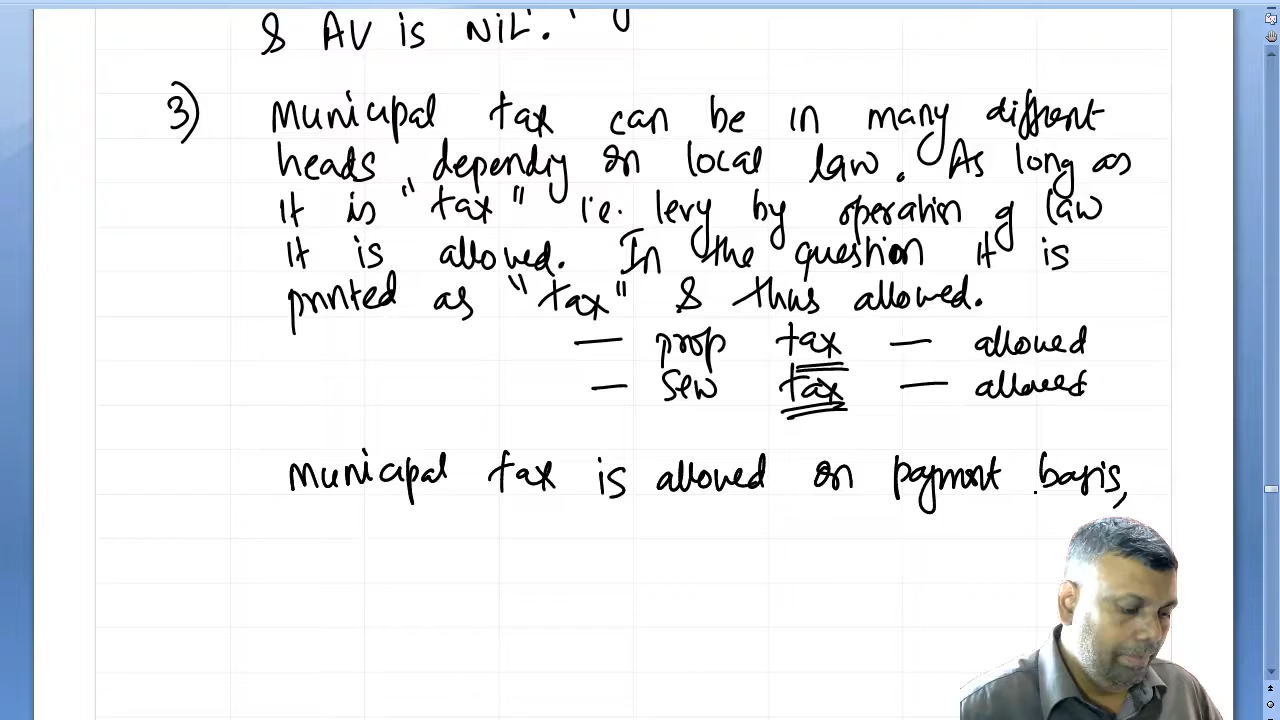 & AV is NIL.
3) Municipal tax can be in many diffrent
heads depending on local law. As long as
it is "tax" i.e. levy by operation of law
it is allowed. In the question it is
printed as "tax" & thus allowed.
— prop tax — allowed
— sew tax — allowed
Municipal tax is allowed on payment basis,